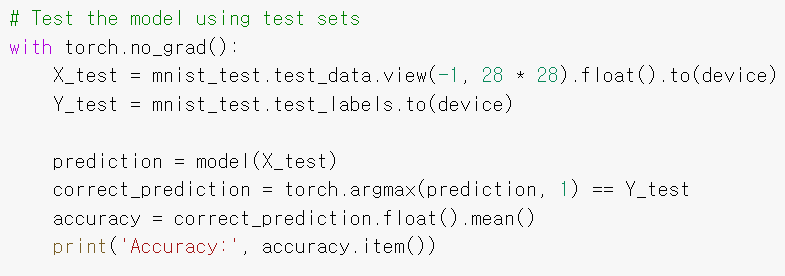 # Test the model using test sets
with torch.no_grad():
    X_test = mnist_test.test_data.view(-1, 28 * 28).float().to(device)
    Y_test = mnist_test.test_labels.to(device)

    prediction = model(X_test)
    correct_prediction = torch.argmax(prediction, 1) == Y_test
    accuracy = correct_prediction.float().mean()
    print('Accuracy:', accuracy.item())